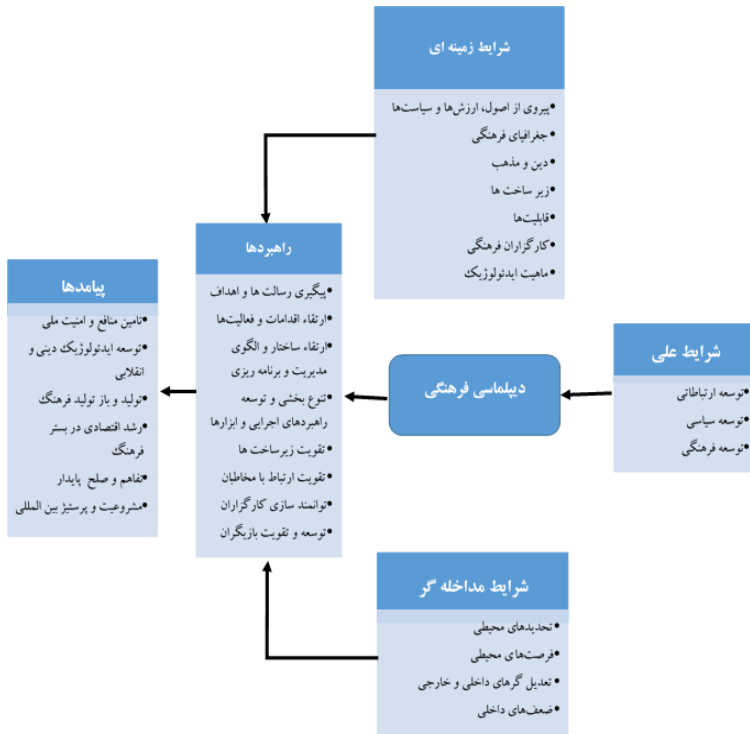 شرایط زمینه ای
•پیروی از اصول، ارزش‌ها و سیاست‌ها
•جغرافیای فرهنگی
•دین و مذهب
•زیر ساخت ها
•قابلیت‌ها
•کارگزاران فرهنگی
•ماهیت ایدئولوژیک
شرایط علی
•توسعه ارتباطاتی
•توسعه سیاسی
•توسعه فرهنگی
دیپلماسی فرهنگی
شرایط مداخله گر
•تحدیدهای محیطی
•فرصت‌های محیطی
•تعدیل گرهای داخلی و خارجی
•ضعف‌های داخلی
راهبردها
•پیگیری رسالت ها و اهداف
•ارتقاء اقدامات و فعالیت‌ها
•ارتقاء ساختار و الگوی
مدیریت و برنامه ریزی
•تنوع بخشی و توسعه
راهبردهای اجرایی و ابزارها
•تقویت زیرساخت ها
•تقویت ارتباط با مخاطبان
•توانمند سازی کارگزاران
•توسعه و تقویت بازیگران
پیامدها
•تامین منافع و امنیت ملی
•توسعه ایدئولوژیک دینی و
انقلابی
•تولید و باز تولید فرهنگ
•رشد اقتصادی در بستر
فرهنگ
•تفاهم و صلح پایدار
•مشروعیت و پرستیژ بین المللی